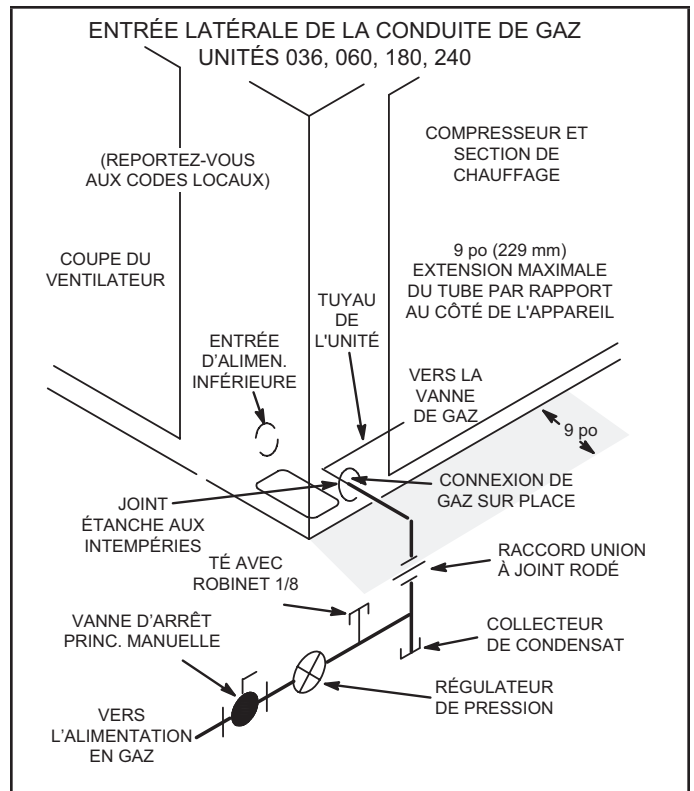 ENTRÉE LATÉRALE DE LA CONDUITE DE GAZ
UNITÉS 036, 060, 180, 240
(REPORTEZ-VOUS
AUX CODES LOCAUX)
COMPRESSEUR ET
SECTION DE
CHAUFFAGE
COUPE DU
VENTILATEUR
9 po (229 mm)
EXTENSION MAXIMALE
DU TUBE PAR RAPPORT
AU CÔTÉ DE L'APPAREIL
TUYAU
DE
L'UNITÉ
ENTRÉE
D'ALIMEN.
INFÉRIEURE
VERS LA
VANNE
DE GAZ
9 po
CONNEXION DE
GAZ SUR PLACE
JOINT
ÉTANCHE AUX
INTEMPÉRIES
RACCORD UNION
À JOINT RODÉ
TÉ AVEC
ROBINET 1/8
VANNE D'ARRÊT
PRINC. MANUELLE
COLLECTEUR
DE CONDENSAT
RÉGULATEUR
DE PRESSION
VERS
L'ALIMENTATION
EN GAZ